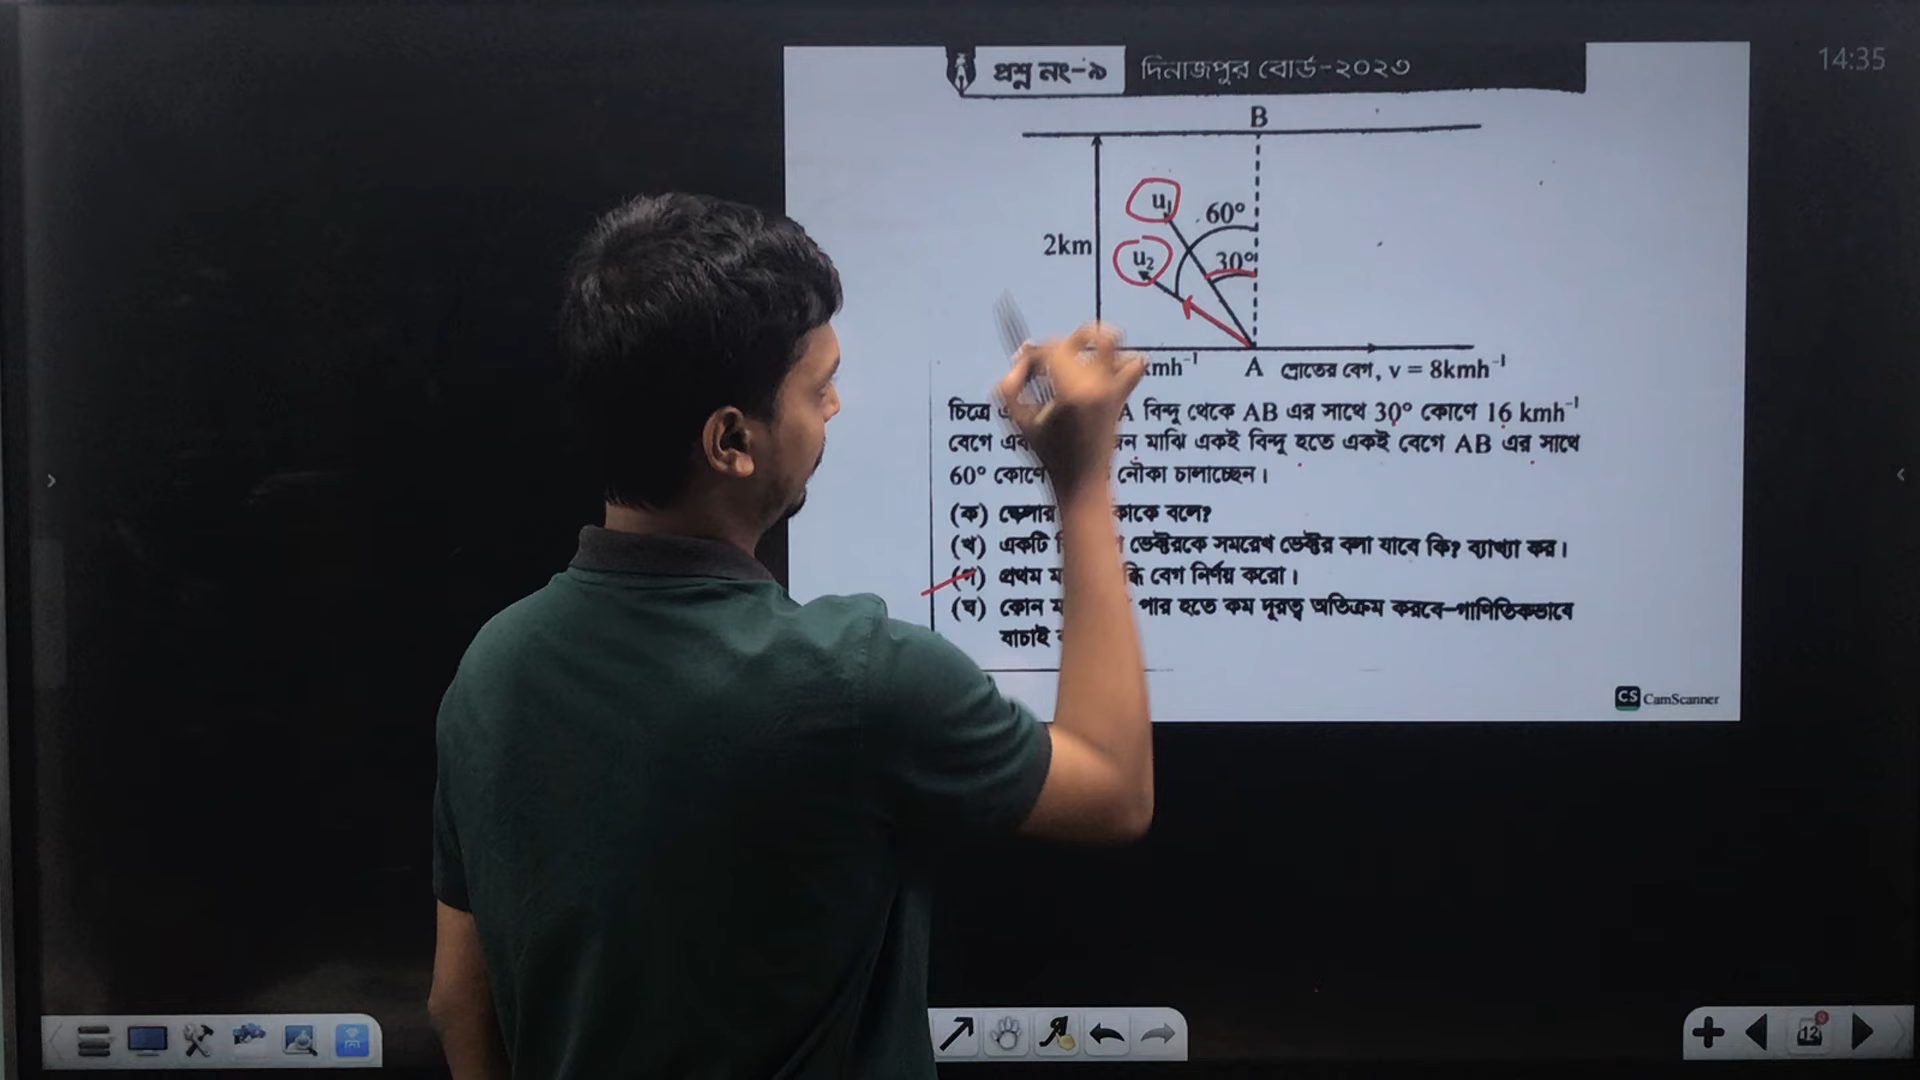 14:35
প্রশ্ন নং-৯ দিনাজপুর বোর্ড-২০২৩
B
u₁ 60°
2km u₂ 30°
kmh⁻¹ A স্রোতের বেগ, v = 8kmh⁻¹
চিত্রে A বিন্দু থেকে AB এর সাথে 30° কোণে 16 kmh⁻¹
বেগে মাঝি একই বিন্দু হতে একই বেগে AB এর সাথে
60° কোণে নৌকা চালাচ্ছেন।
(ক) কাকে বলে?
(খ) একটি ভেক্টরকে সমরেখ ভেক্টর বলা যাবে কি? ব্যাখ্যা কর।
(গ) প্রথম বেগ নির্ণয় করো।
(ঘ) কোন পার হতে কম দূরত্ব অতিক্রম করবে—গাণিতিকভাবে
যাচাই
CS CamScanner
12